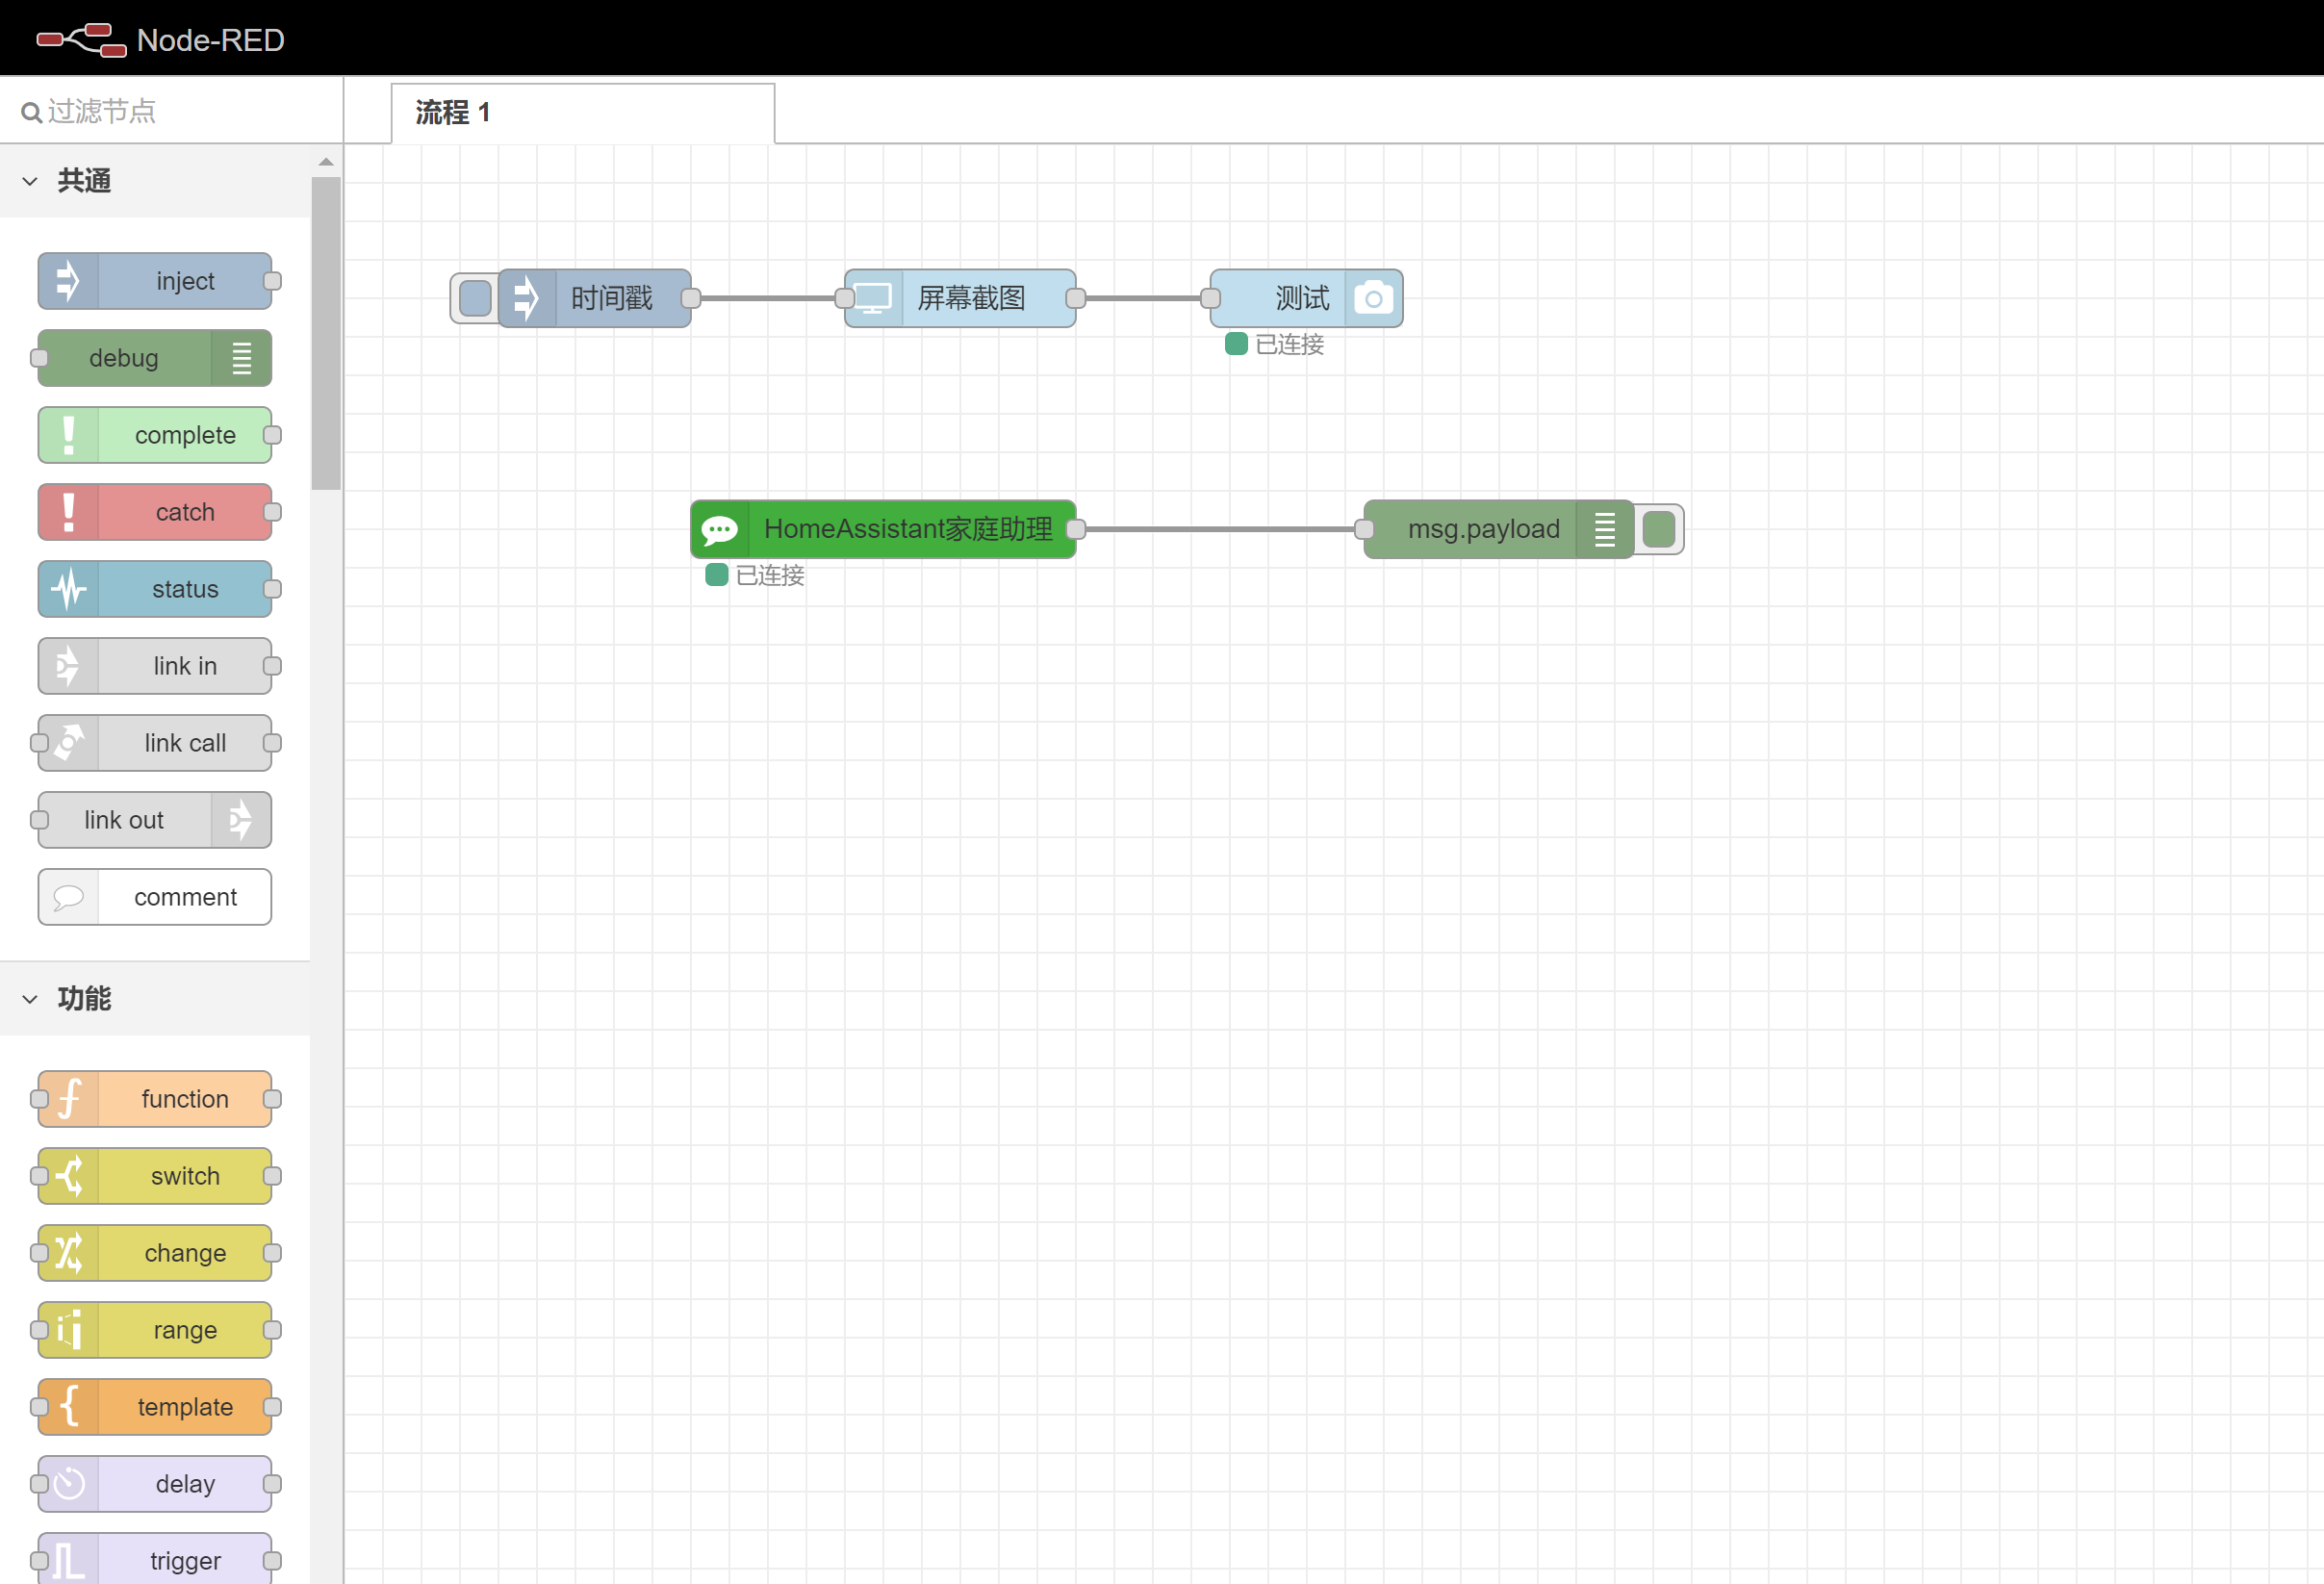 Node-RED
过滤节点
流程 1
共通
inject
debug
complete
catch
status
link in
link call
link out
comment
功能
function
switch
change
range
template
delay
trigger
时间戳
屏幕截图
测试
已连接
HomeAssistant家庭助理
msg.payload
已连接